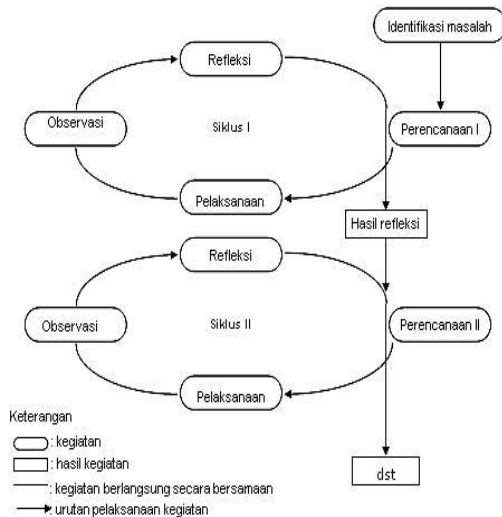 Identifikasi masalah
Refleksi
Observasi
Siklus I
Perencanaan I
Pelaksanaan
Hasil refleksi
Refleksi
Observasi
Siklus II
Perencanaan II
Pelaksanaan
Keterangan
: kegiatan
dst
: hasil kegiatan
: kegiatan berlangsung secara bersamaan
: urutan pelaksanaan kegiatan